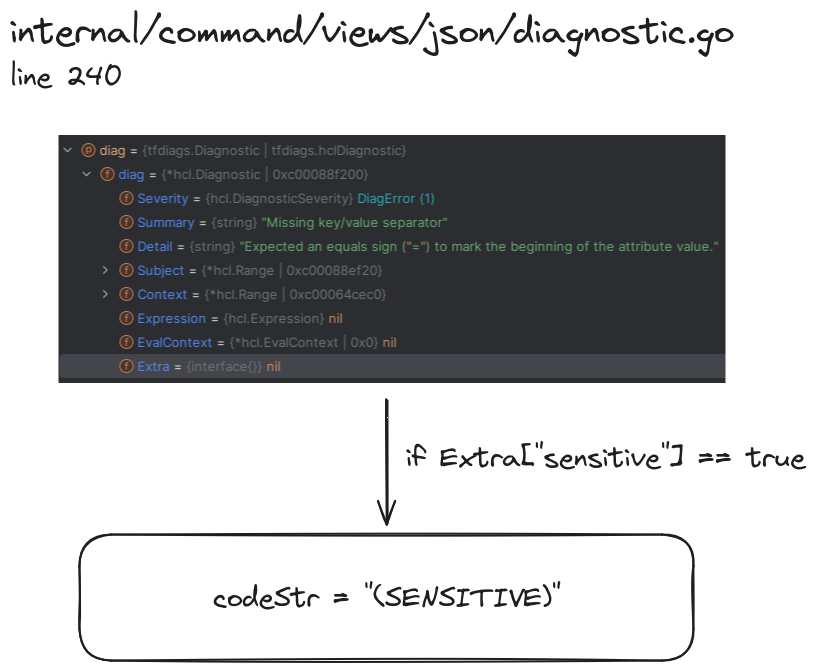 internal/command/views/json/diagnostic.go
line 240
diag = {tfdiags.Diagnostic | tfdiags.hclDiagnostic}
diag = {*hcl.Diagnostic | 0xc00088f200}
Severity = {hcl.DiagnosticSeverity} DiagError (1)
Summary = {string} "Missing key/value separator"
Detail = {string} "Expected an equals sign ("=") to mark the beginning of the attribute value."
Subject = {*hcl.Range | 0xc00088ef20}
Context = {*hcl.Range | 0xc00064cec0}
Expression = {hcl.Expression} nil
EvalContext = {*hcl.EvalContext | 0x0} nil
Extra = {interface{}} nil
if Extra["sensitive"] == true
codeStr = "(SENSITIVE)"